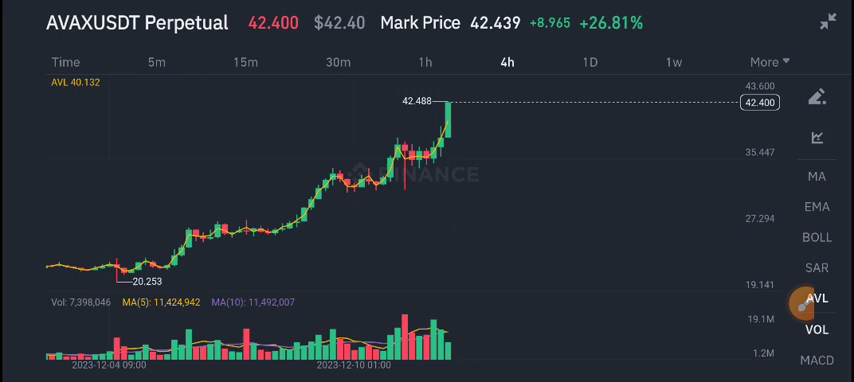 AVAXUSDT Perpetual 42.400 $42.40 Mark Price 42.439 +8.965 +26.81%
Time 5m 15m 30m 1h 4h 1D 1w More
AVL 40.132
43.600
42.488
42.400
35.447
BINANCE
MA
EMA
27.294
BOLL
SAR
20.253
19.141
Vol: 7,398,046 MA(5): 11,424,942 MA(10): 11,492,007
AVL
19.1M
VOL
1.2M
MACD
2023-12-04 09:00 2023-12-10 01:00